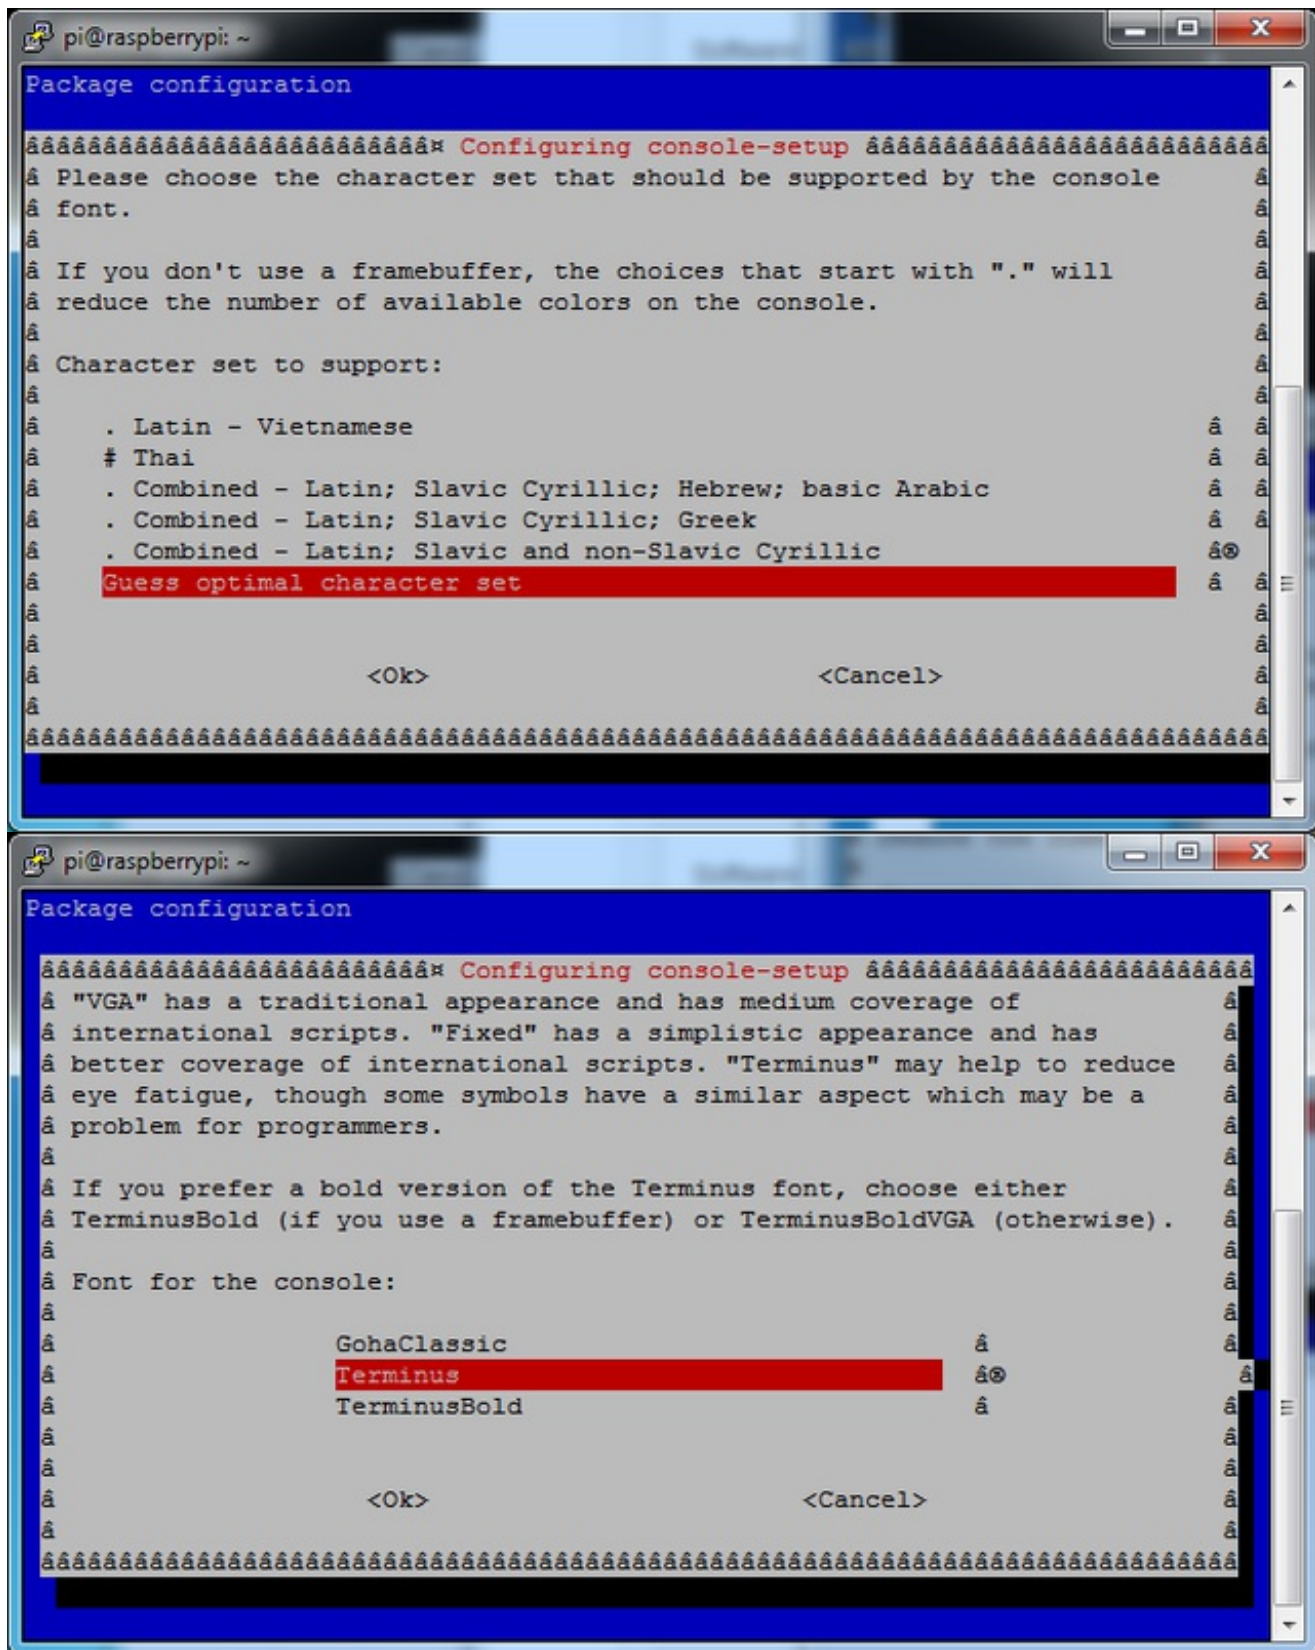 pi@raspberrypi: ~
Package configuration
ââââââââââââââââââââââââââ¤ Configuring console-setup ââââââââââââââââââââââââââ
â Please choose the character set that should be supported by the console â
â font. â
â â
â If you don't use a framebuffer, the choices that start with "." will â
â reduce the number of available colors on the console. â
â â
â Character set to support: â
â â
â . Latin - Vietnamese â â
â # Thai â â
â . Combined - Latin; Slavic Cyrillic; Hebrew; basic Arabic â â
â . Combined - Latin; Slavic Cyrillic; Greek â â
â . Combined - Latin; Slavic and non-Slavic Cyrillic â®
â Guess optimal character set â â
â â
â â
â <Ok> <Cancel> â
â â
ââââââââââââââââââââââââââââââââââââââââââââââââââââââââââââââââââââââââââââââââ
pi@raspberrypi: ~
Package configuration
âââââââââââââââââââââââââ¤ Configuring console-setup âââââââââââââââââââââââââ
â "VGA" has a traditional appearance and has medium coverage of â
â international scripts. "Fixed" has a simplistic appearance and has â
â better coverage of international scripts. "Terminus" may help to reduce â
â eye fatigue, though some symbols have a similar aspect which may be a â
â problem for programmers. â
â â
â If you prefer a bold version of the Terminus font, choose either â
â TerminusBold (if you use a framebuffer) or TerminusBoldVGA (otherwise). â
â â
â Font for the console: â
â â
â GohaClassic â â
â Terminus â® â
â TerminusBold â â
â â
â â
â <Ok> <Cancel> â
â â
âââââââââââââââââââââââââââââââââââââââââââââââââââââââââââââââââââââââââââââ